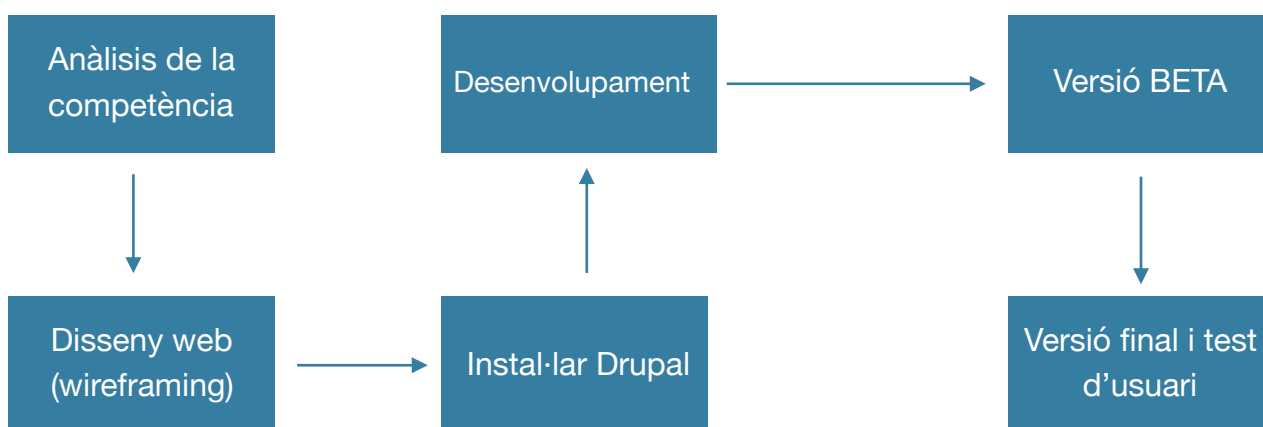 Anàlisis de la
competència
Disseny web
(wireframing)
Instal·lar Drupal
Desenvolupament
Versió BETA
Versió final i test
d'usuari